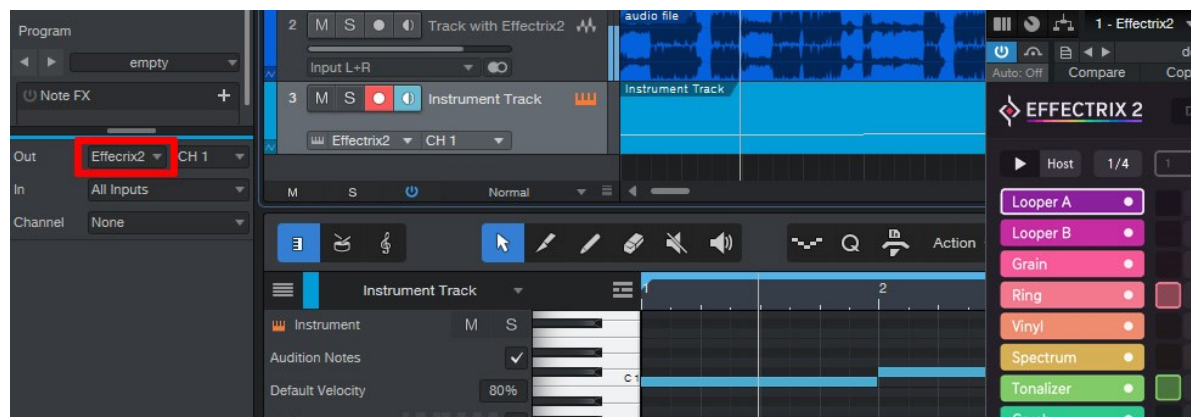 Program
empty
Note FX
+
Out Effecrix2 CH 1
In All Inputs
Channel None
2 M S Track with Effectrix2
Input L+R
3 M S Instrument Track
Effectrix2 CH 1
M S Normal
audio file
Instrument Track
Q Action
Instrument Track
1 2
Instrument M S
Audition Notes
Default Velocity 80%
C 1
1 - Effectrix2
Auto: Off Compare Cop
EFFECTRIX 2
Host 1/4 1
Looper A
Looper B
Grain
Ring
Vinyl
Spectrum
Tonalizer